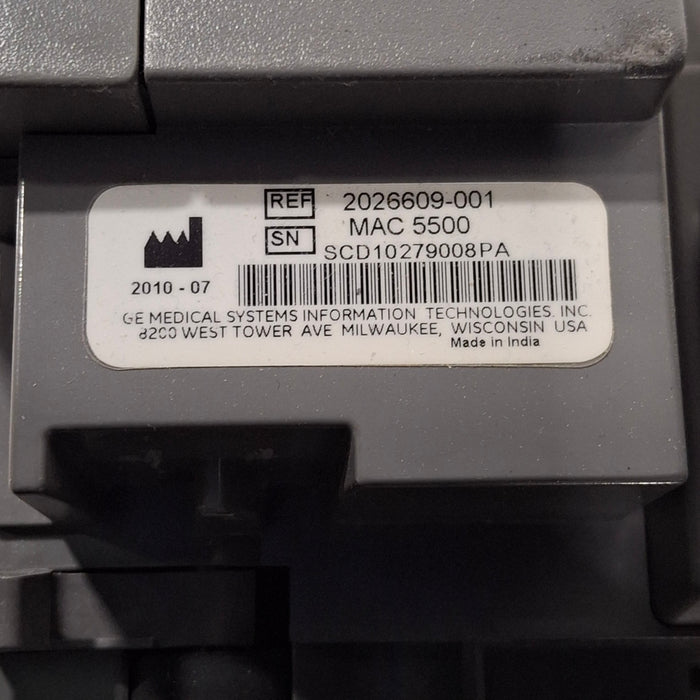 REF 2026609-001
MAC 5500
SN SCD10279008PA
2010 - 07
GE MEDICAL SYSTEMS INFORMATION TECHNOLOGIES. INC.
8200 WEST TOWER AVE MILWAUKEE, WISCONSIN USA
Made in India